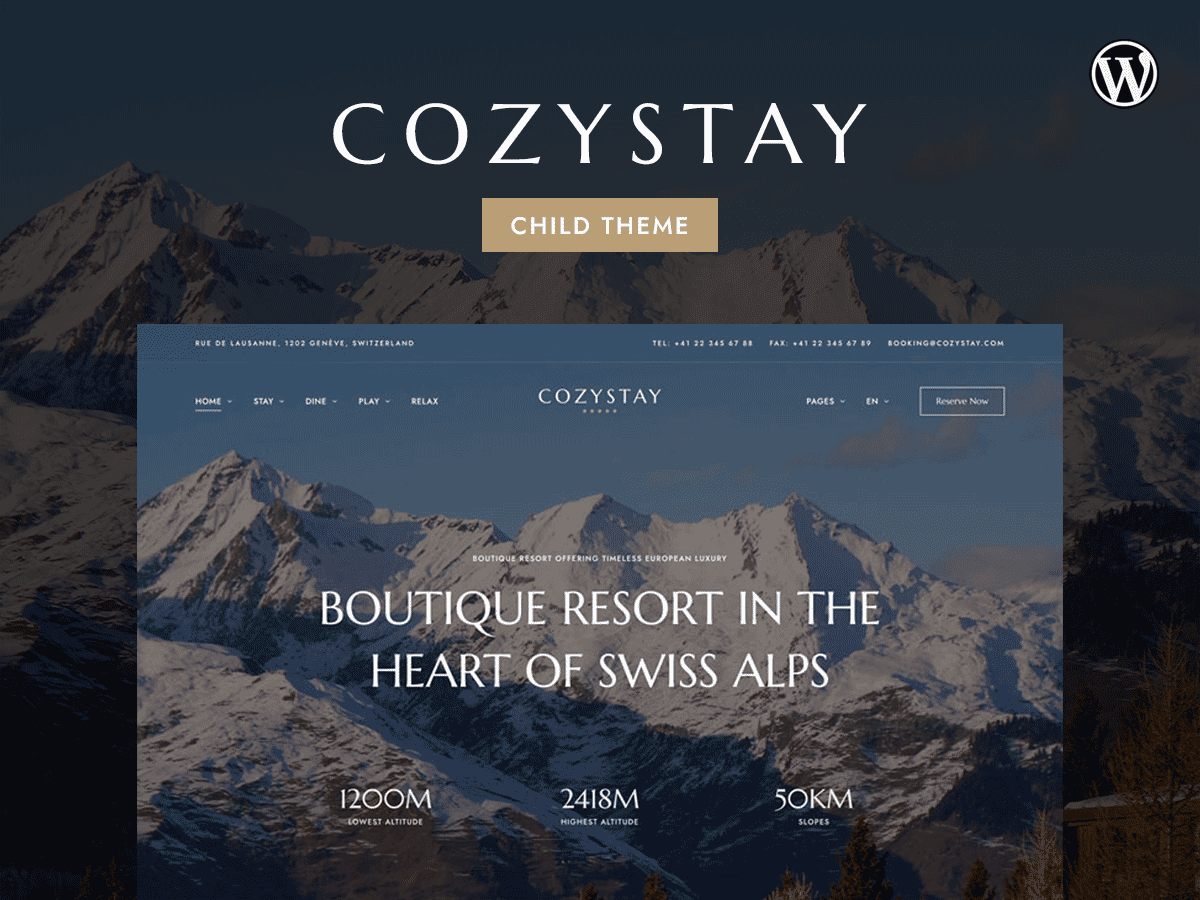 W
COZYSTAY
CHILD THEME
RUE DE LAUSANNE, 1202 GENÈVE, SWITZERLAND
TEL: +41 22 345 67 88 FAX: +41 22 345 67 89 BOOKING@COZYSTAY.COM
HOME STAY DINE PLAY RELAX COZYSTAY PAGES EN Reserve Now
BOUTIQUE RESORT OFFERING TIMELESS EUROPEAN LUXURY
BOUTIQUE RESORT IN THE
HEART OF SWISS ALPS
1200M 2418M 50KM
LOWEST ALTITUDE HIGHEST ALTITUDE SLOPES